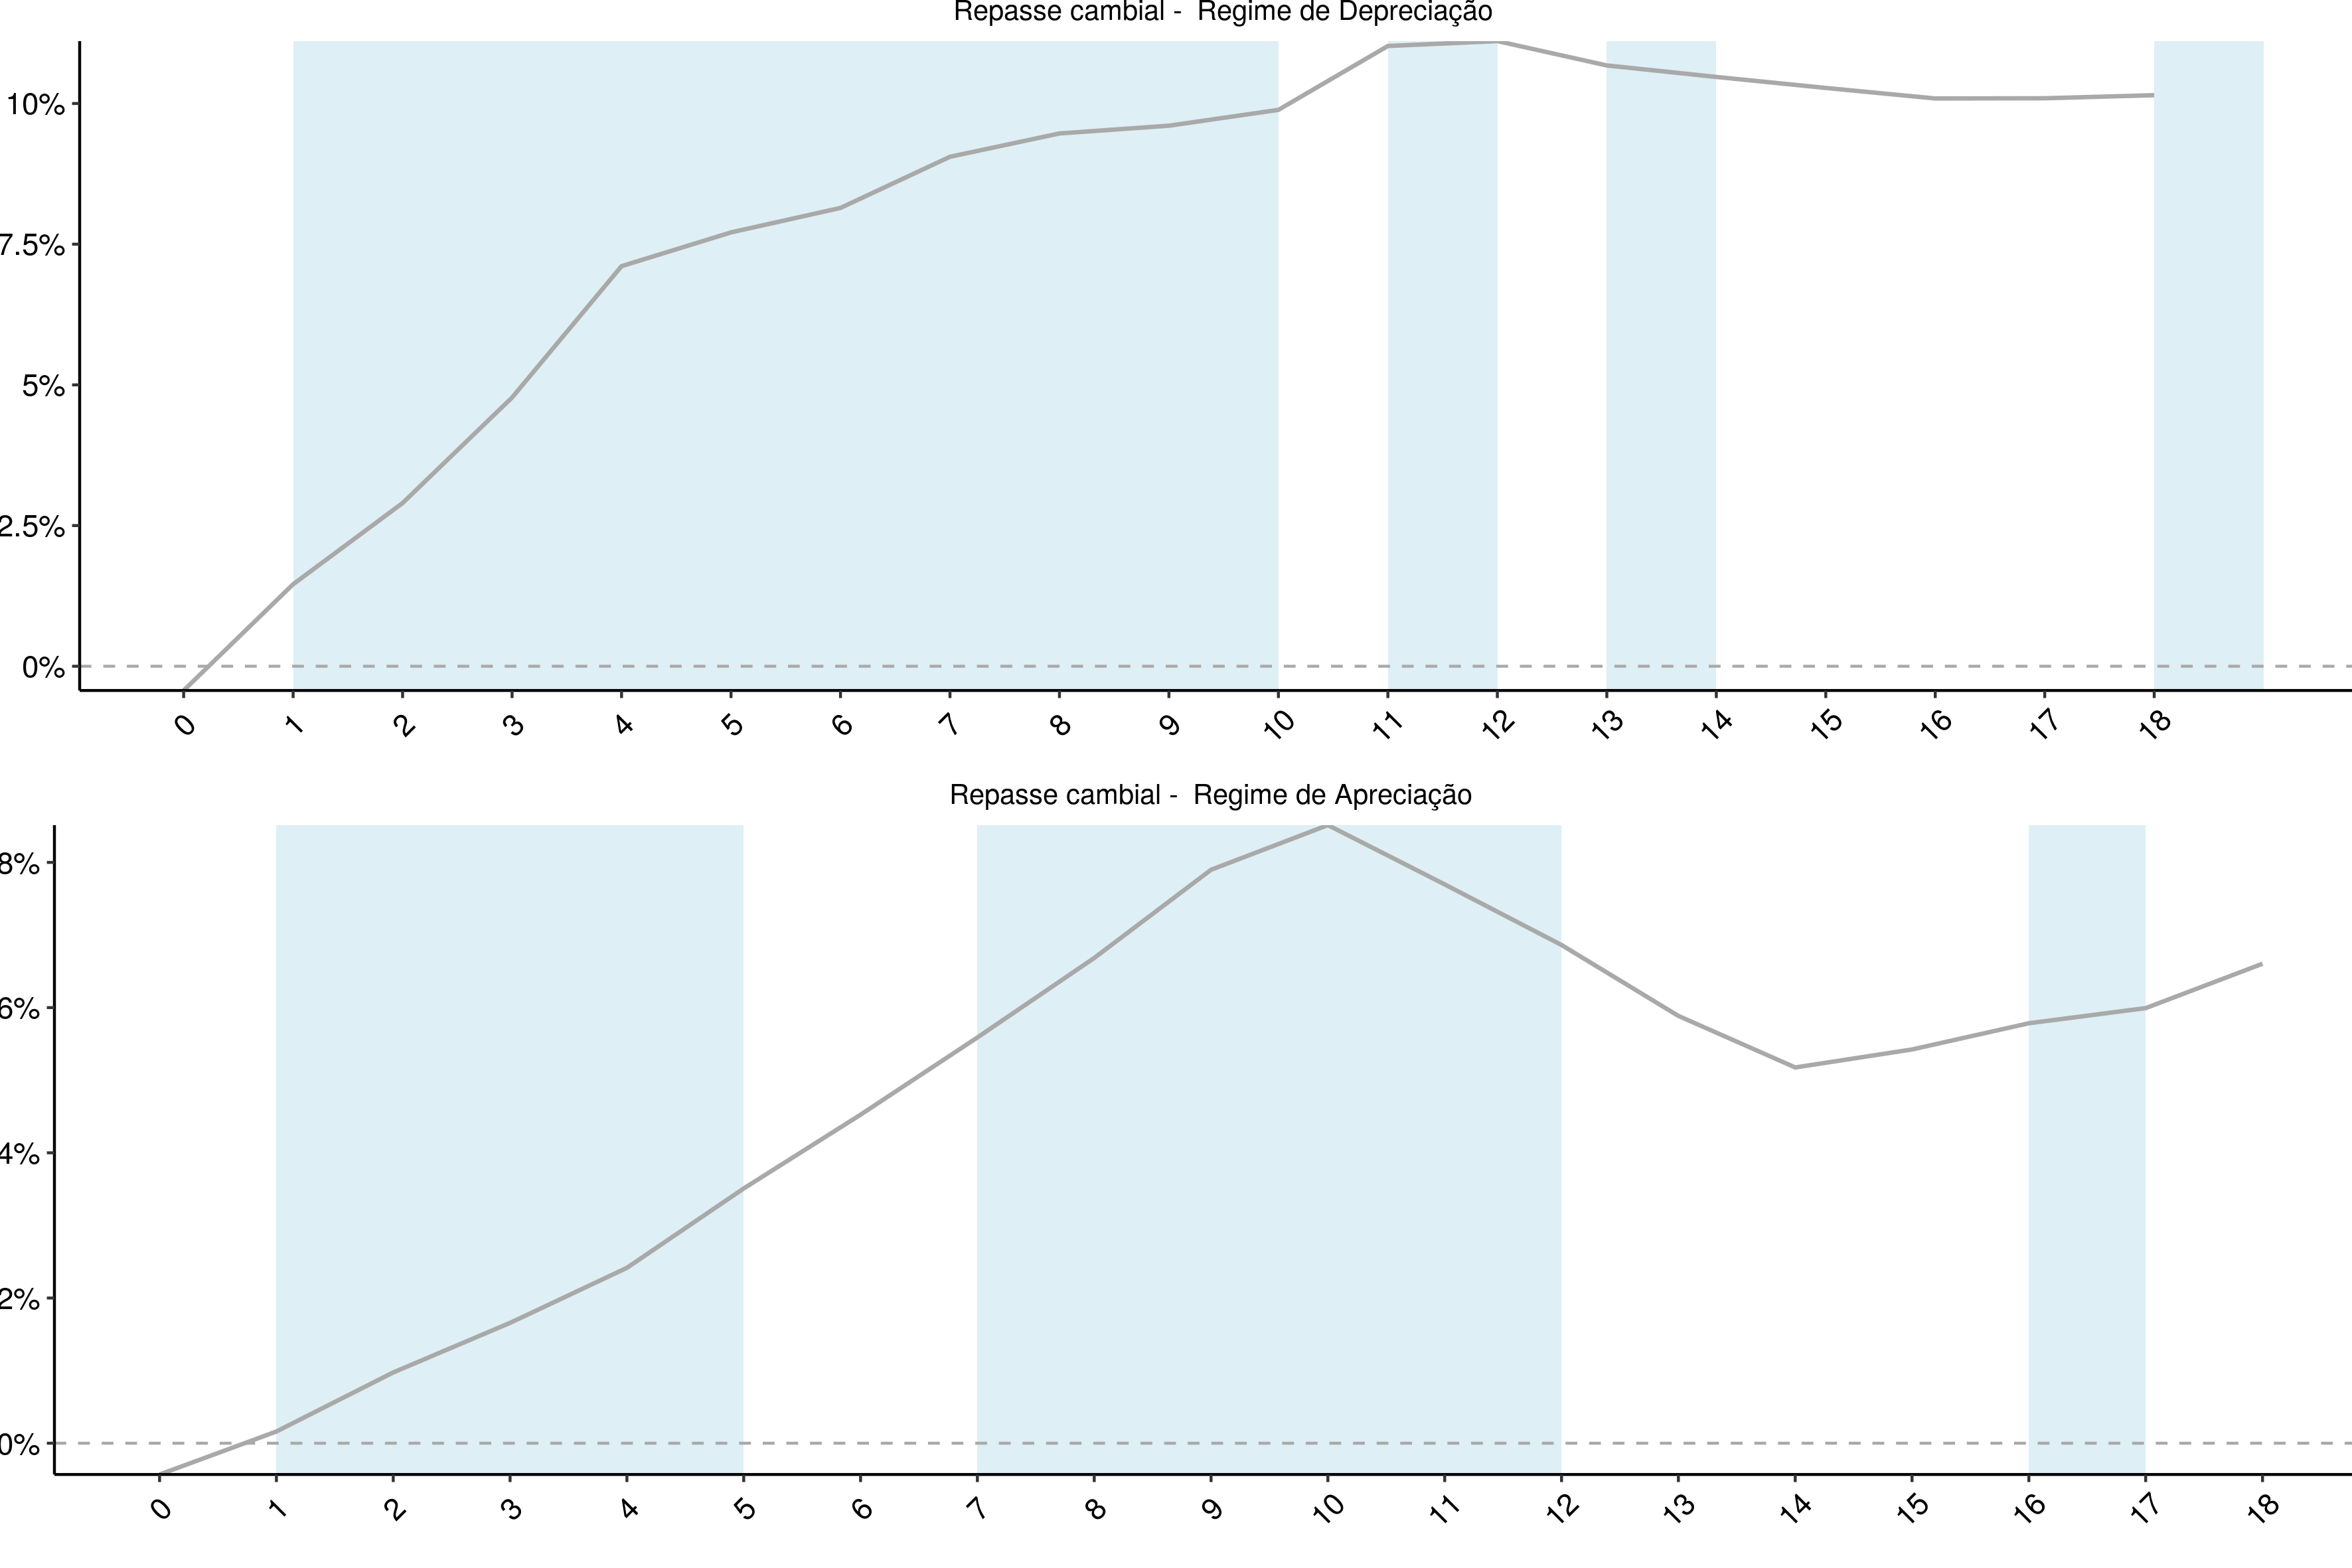 Repasse cambial -  Regime de Depreciação
10%
7.5%
5%
2.5%
0%
0 1 2 3 4 5 6 7 8 9 10 11 12 13 14 15 16 17 18
Repasse cambial -  Regime de Apreciação
8%
6%
4%
2%
0%
0 1 2 3 4 5 6 7 8 9 10 11 12 13 14 15 16 17 18